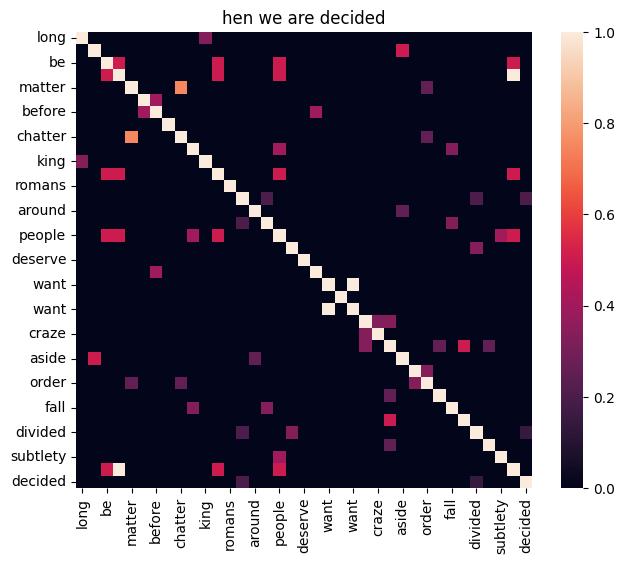 hen we are decided
long
be
matter
before
chatter
king
romans
around
people
deserve
want
want
craze
aside
order
fall
divided
subtlety
decided
1.0
0.8
0.6
0.4
0.2
0.0
long
be
matter
before
chatter
king
romans
around
people
deserve
want
want
craze
aside
order
fall
divided
subtlety
decided